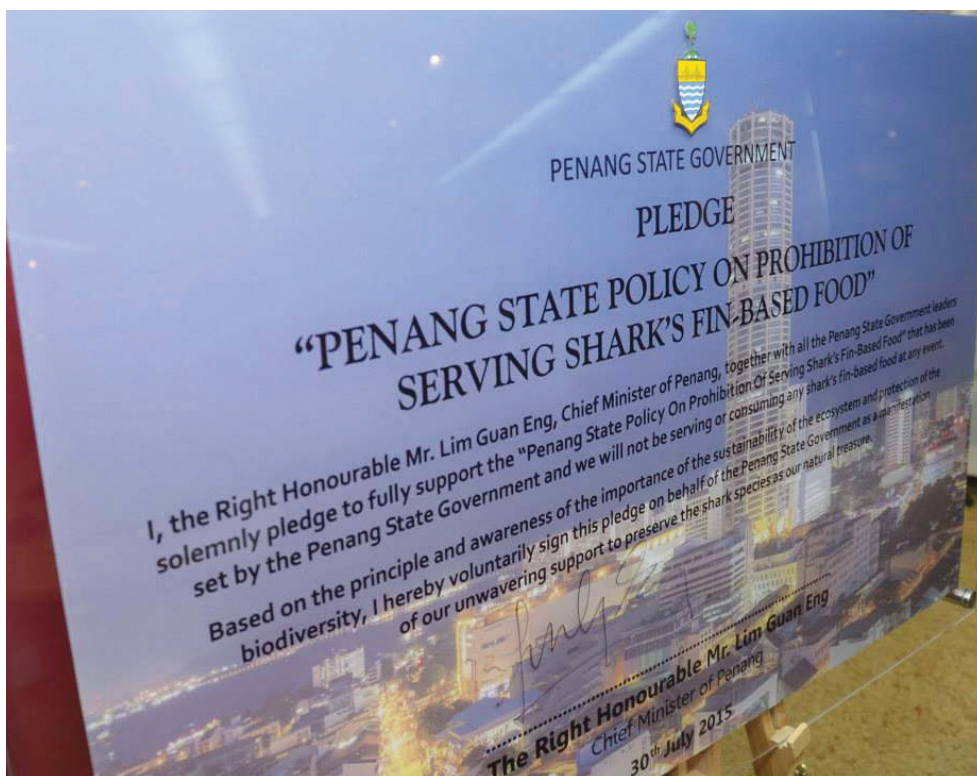 PENANG STATE GOVERNMENT
PLEDGE
“PENANG STATE POLICY ON PROHIBITION OF
SERVING SHARK’S FIN-BASED FOOD”
I, the Right Honourable Mr. Lim Guan Eng, Chief Minister of Penang, together with all the Penang State Government leaders
solemnly pledge to fully support the “Penang State Policy On Prohibition Of Serving Shark’s Fin-Based Food” that has been
set by the Penang State Government and we will not be serving or consuming any shark’s fin-based food at any event.
Based on the principle and awareness of the importance of the sustainability of the ecosystem and protection of the
biodiversity, I hereby voluntarily sign this pledge on behalf of the Penang State Government as a manifestation
of our unwavering support to preserve the shark species as our natural treasure.
The Right Honourable Mr. Lim Guan Eng
Chief Minister of Penang
30th July 2015